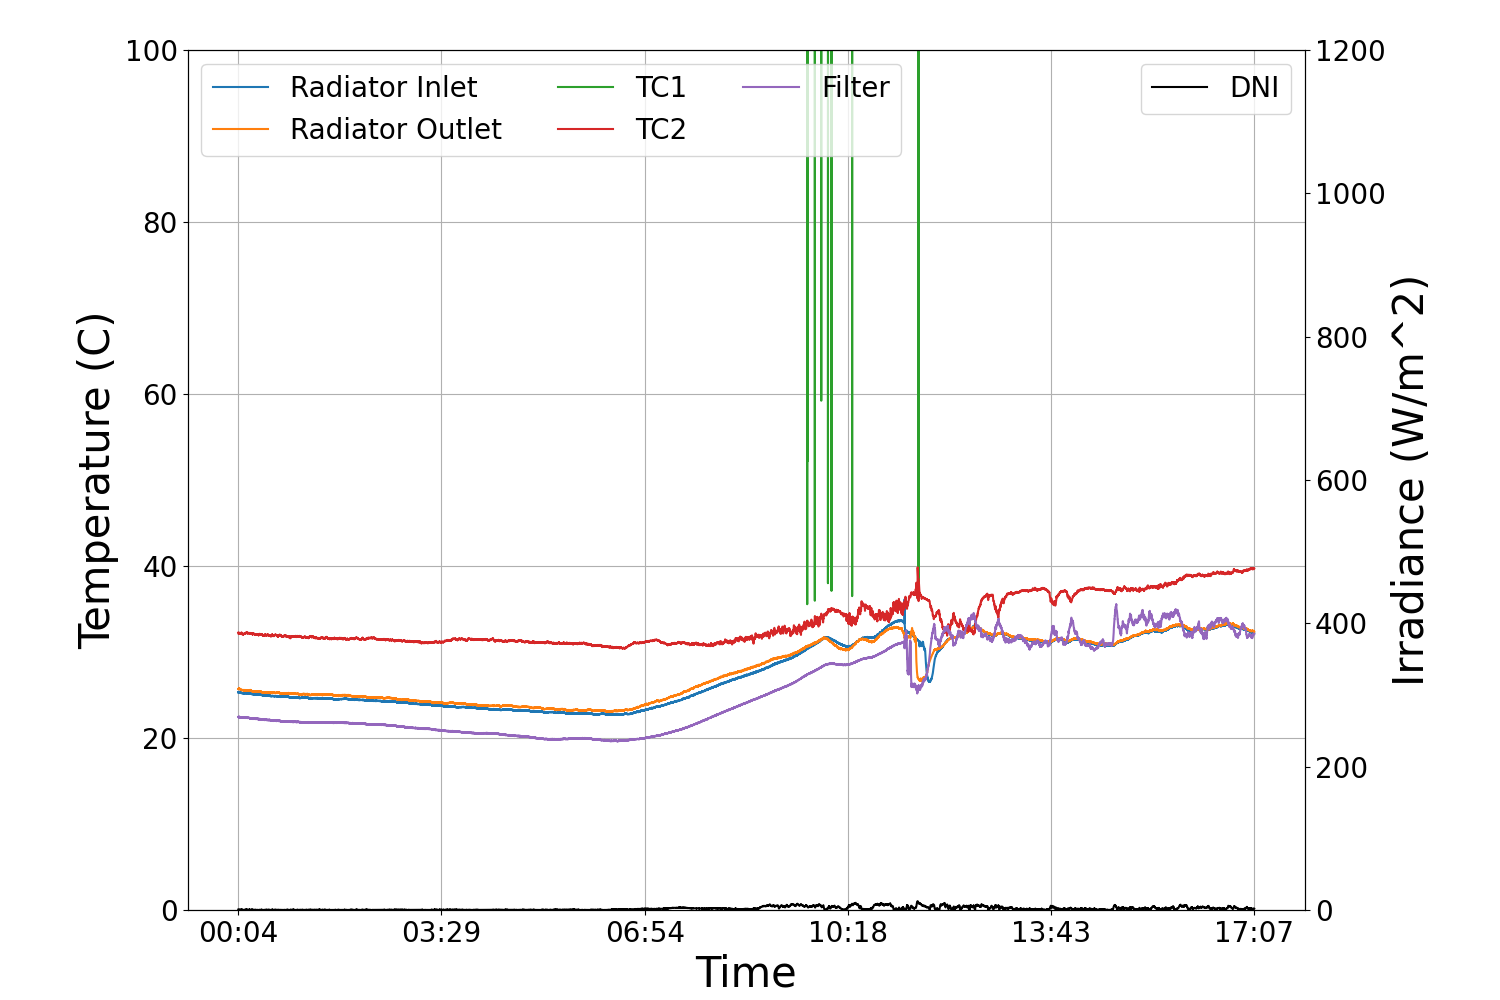 100
80
60
40
20
0
Temperature (C)
Radiator Inlet
Radiator Outlet
TC1
TC2
Filter
DNI
1200
1000
800
600
400
200
0
Irradiance (W/m^2)
00:04 03:29 06:54 10:18 13:43 17:07
Time